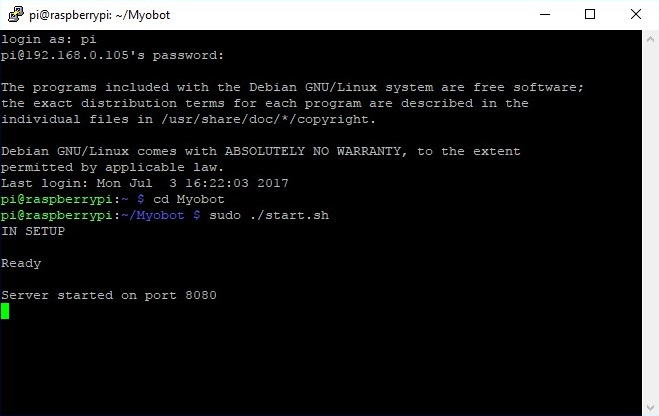 pi@raspberrypi: ~/Myobot
login as: pi
pi@192.168.0.105's password:
The programs included with the Debian GNU/Linux system are free software;
the exact distribution terms for each program are described in the
individual files in /usr/share/doc/*/copyright.
Debian GNU/Linux comes with ABSOLUTELY NO WARRANTY, to the extent
permitted by applicable law.
Last login: Mon Jul  3 16:22:03 2017
pi@raspberrypi:~ $ cd Myobot
pi@raspberrypi:~/Myobot $ sudo ./start.sh
IN SETUP
Ready
Server started on port 8080